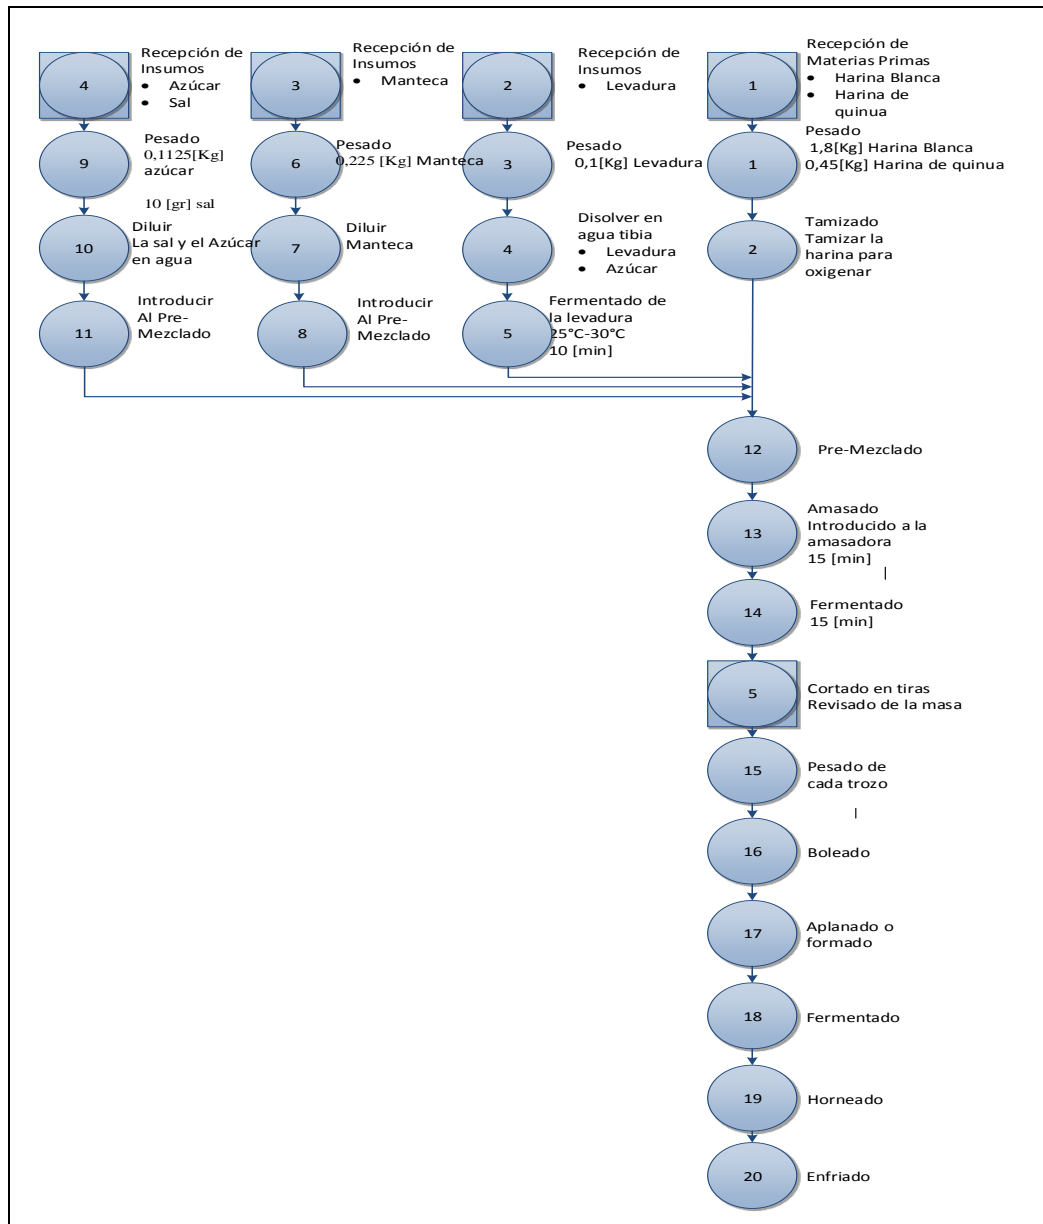 4
Recepción de
Insumos
• Azúcar
• Sal
9
Pesado
0,1125[Kg]
azúcar
10 [gr] sal
10
Diluir
La sal y el Azúcar
en agua
11
Introducir
Al Pre-
Mezclado
3
Recepción de
Insumos
• Manteca
6
Pesado
0,225 [Kg] Manteca
7
Diluir
Manteca
8
Introducir
Al Pre-
Mezclado
2
Recepción de
Insumos
• Levadura
3
Pesado
0,1[Kg] Levadura
4
Disolver en
agua tibia
• Levadura
• Azúcar
5
Fermentado de
la levadura
25°C-30°C
10 [min]
1
Recepción de
Materias Primas
• Harina Blanca
• Harina de
quinua
1
Pesado
1,8[Kg] Harina Blanca
0,45[Kg] Harina de quinua
2
Tamizado
Tamizar la
harina para
oxigenar
12
Pre-Mezclado
13
Amasado
Introducido a la
amasadora
15 [min]
14
Fermentado
15 [min]
5
Cortado en tiras
Revisado de la masa
15
Pesado de
cada trozo
16
Boleado
17
Aplanado o
formado
18
Fermentado
19
Horneado
20
Enfriado